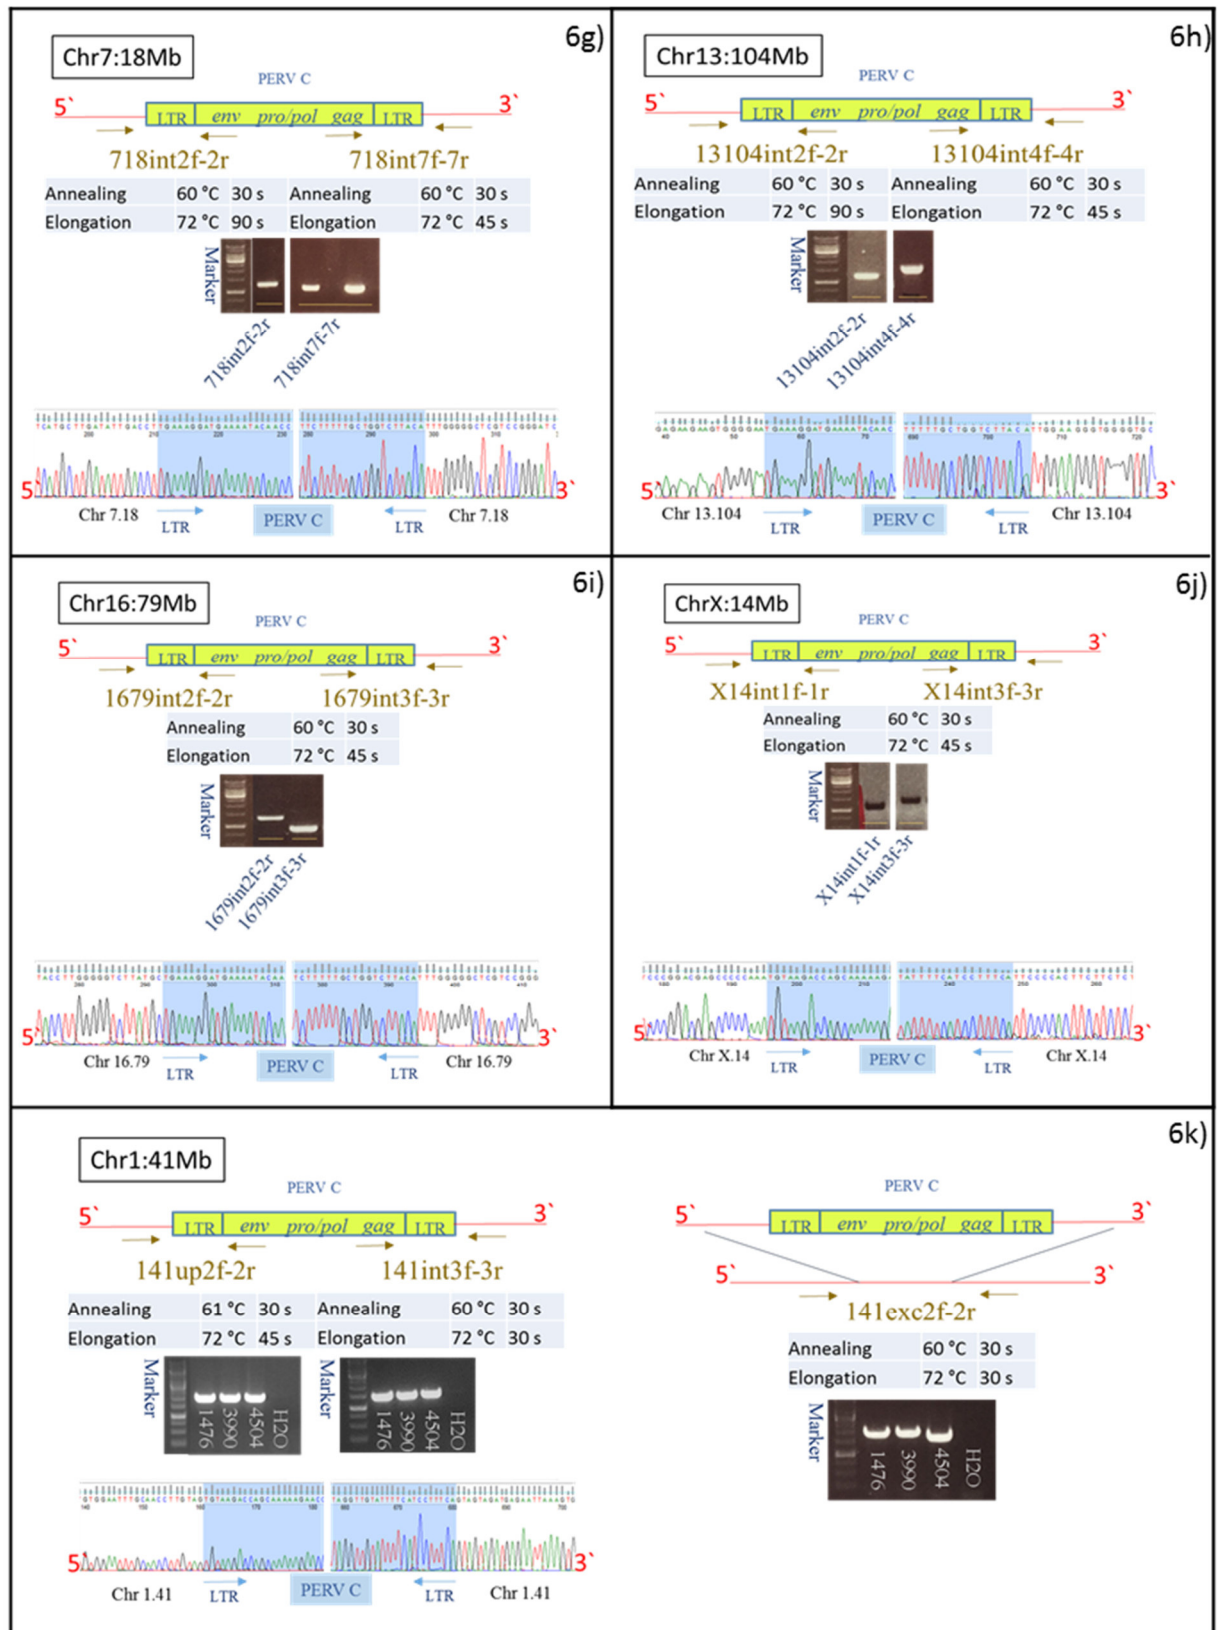 6g)
Chr7:18Mb
PERV C
5` 3`
LTR env pro/pol gag LTR
718int2f-2r 718int7f-7r
Annealing 60 °C 30 s Annealing 60 °C 30 s
Elongation 72 °C 90 s Elongation 72 °C 45 s
Marker
718int2f-2r
718int7f-7r
5` 3`
Chr 7.18 LTR PERV C LTR Chr 7.18
6h)
Chr13:104Mb
PERV C
5` 3`
LTR env pro/pol gag LTR
13104int2f-2r 13104int4f-4r
Annealing 60 °C 30 s Annealing 60 °C 30 s
Elongation 72 °C 90 s Elongation 72 °C 45 s
Marker
13104int2f-2r
13104int4f-4r
5` 3`
Chr 13.104 LTR PERV C LTR Chr 13.104
6i)
Chr16:79Mb
PERV C
5` 3`
LTR env pro/pol gag LTR
1679int2f-2r 1679int3f-3r
Annealing 60 °C 30 s
Elongation 72 °C 45 s
Marker
1679int2f-2r
1679int3f-3r
5` 3`
Chr 16.79 LTR PERV C LTR Chr 16.79
6j)
ChrX:14Mb
PERV C
5` 3`
LTR env pro/pol gag LTR
X14int1f-1r X14int3f-3r
Annealing 60 °C 30 s
Elongation 72 °C 45 s
Marker
X14int1f-1r
X14int3f-3r
5` 3`
Chr X.14 LTR PERV C LTR Chr X.14
6k)
Chr1:41Mb
PERV C
5` 3`
LTR env pro/pol gag LTR
141up2f-2r 141int3f-3r
Annealing 61 °C 30 s Annealing 60 °C 30 s
Elongation 72 °C 45 s Elongation 72 °C 30 s
Marker 1476 3990 4504 H2O
Marker 1476 3990 4504 H2O
5` 3`
Chr 1.41 LTR PERV C LTR Chr 1.41
PERV C
5` 3`
LTR env pro/pol gag LTR
5` 3`
141exc2f-2r
Annealing 60 °C 30 s
Elongation 72 °C 30 s
Marker 1476 3990 4504 H2O